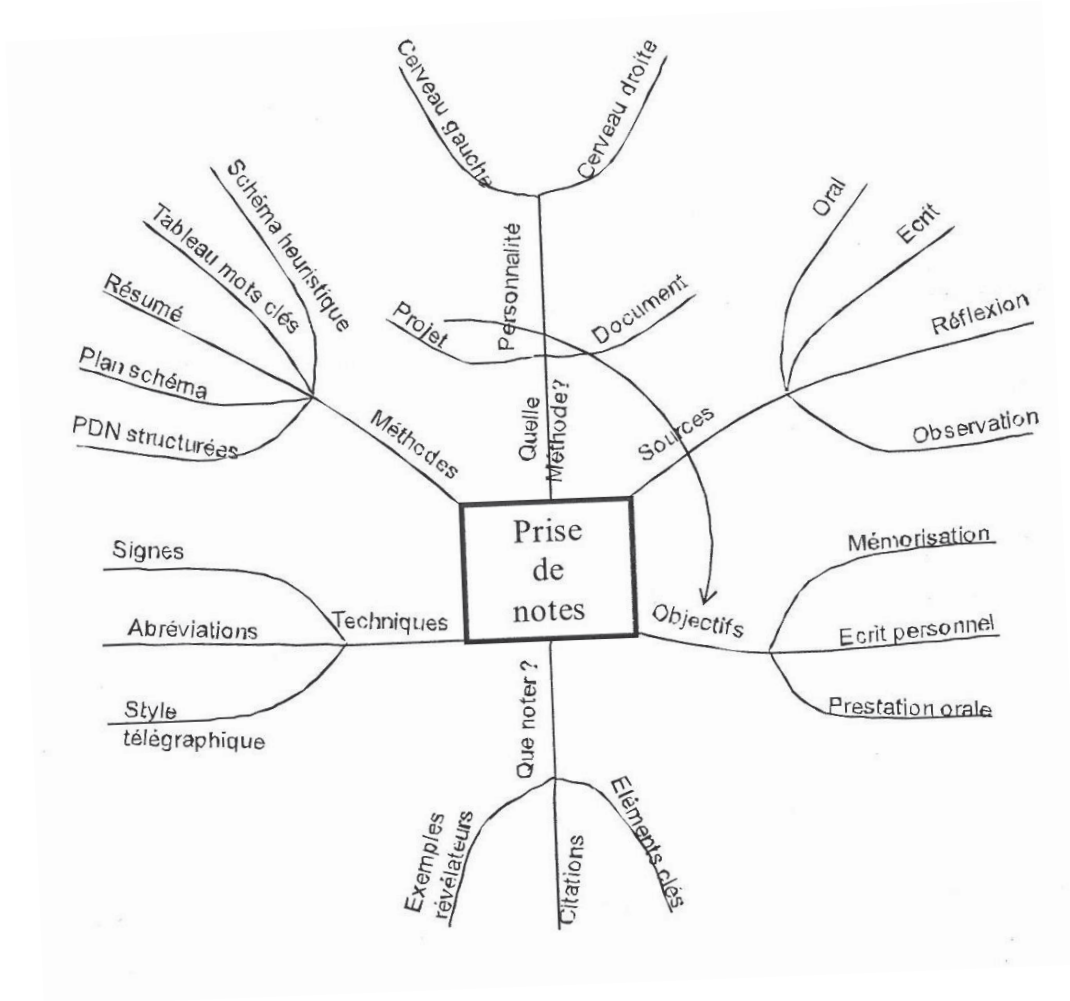 Cerveau gauche
Cerveau droite
Personnalité
Projet
Document
Quelle
Méthode?
Schéma heuristique
Tableau mots clés
Résumé
Plan schéma
PDN structurées
Méthodes
Oral
Ecrit
Réflexion
Observation
Sources
Prise
de
notes
Signes
Abréviations
Style
télégraphique
Techniques
Objectifs
Mémorisation
Ecrit personnel
Prestation orale
Que noter ?
Exemples
révélateurs
Citations
Eléments clés